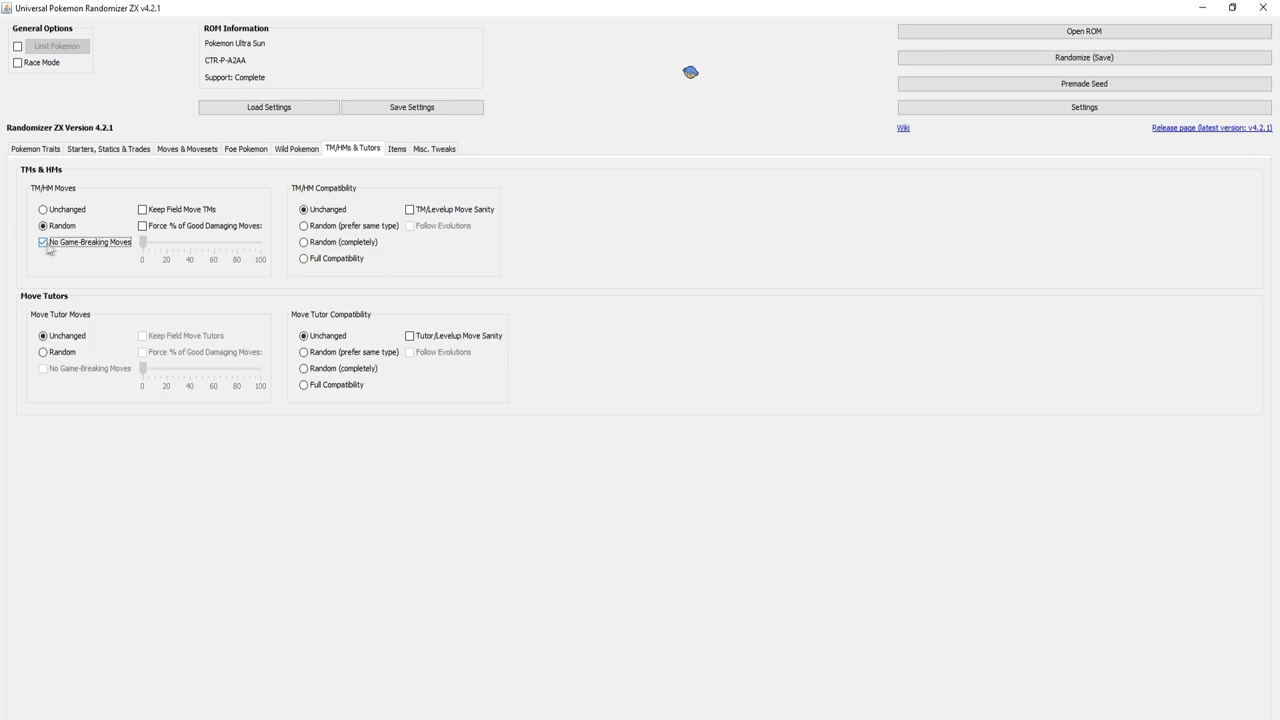 Universal Pokemon Randomizer ZX v4.2.1
General Options
Limit Pokemon
Race Mode
ROM Information
Pokemon Ultra Sun
CTR-P-A2AA
Support: Complete
Load Settings
Save Settings
Open ROM
Randomize (Save)
Premade Seed
Settings
Randomizer ZX Version 4.2.1
Wiki
Release page (latest version: v4.2.1)
Pokemon Traits
Starters, Statics & Trades
Moves & Movesets
Foe Pokemon
Wild Pokemon
TM/HMs & Tutors
Items
Misc. Tweaks
TMs & HMs
TM/HM Moves
Unchanged
Keep Field Move TMs
Random
Force % of Good Damaging Moves:
No Game-Breaking Moves
0 20 40 60 80 100
TM/HM Compatibility
Unchanged
TM/Levelup Move Sanity
Random (prefer same type)
Follow Evolutions
Random (completely)
Full Compatibility
Move Tutors
Move Tutor Moves
Unchanged
Keep Field Move Tutors
Random
Force % of Good Damaging Moves:
No Game-Breaking Moves
0 20 40 60 80 100
Move Tutor Compatibility
Unchanged
Tutor/Levelup Move Sanity
Random (prefer same type)
Follow Evolutions
Random (completely)
Full Compatibility